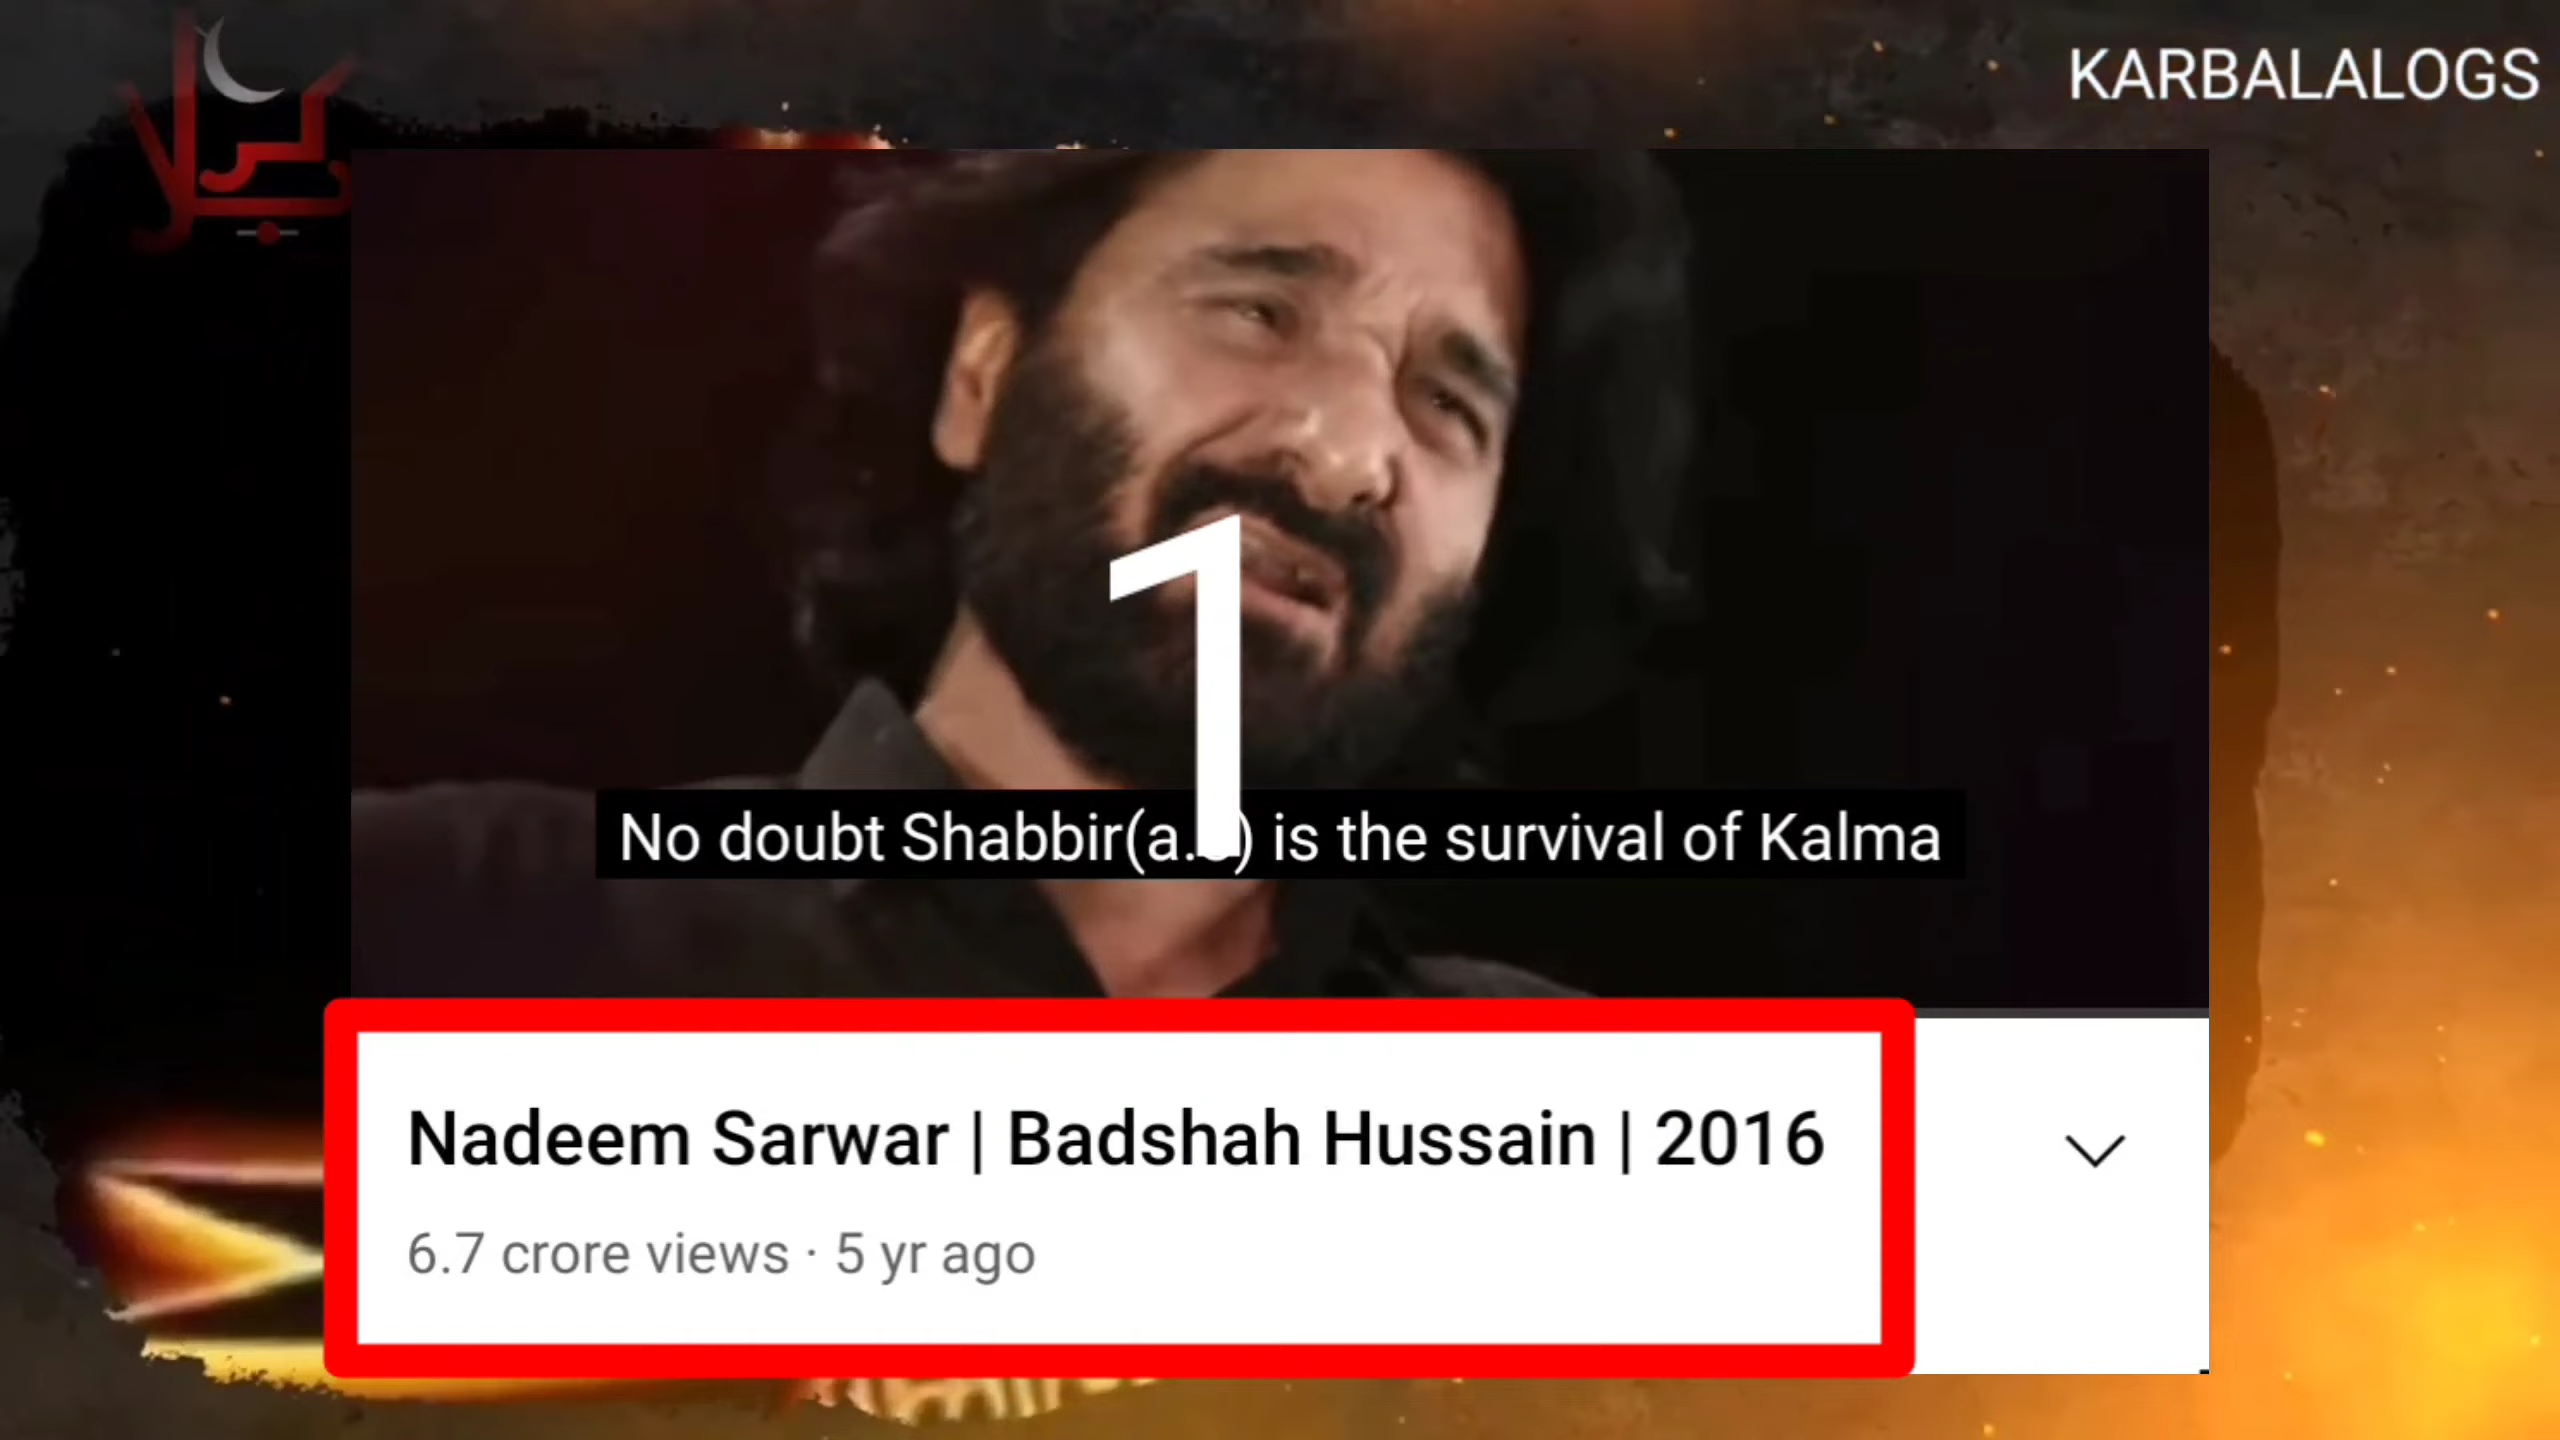 کربلا
KARBALALOGS
1
No doubt Shabbir(a.s) is the survival of Kalma
Nadeem Sarwar | Badshah Hussain | 2016
6.7 crore views · 5 yr ago